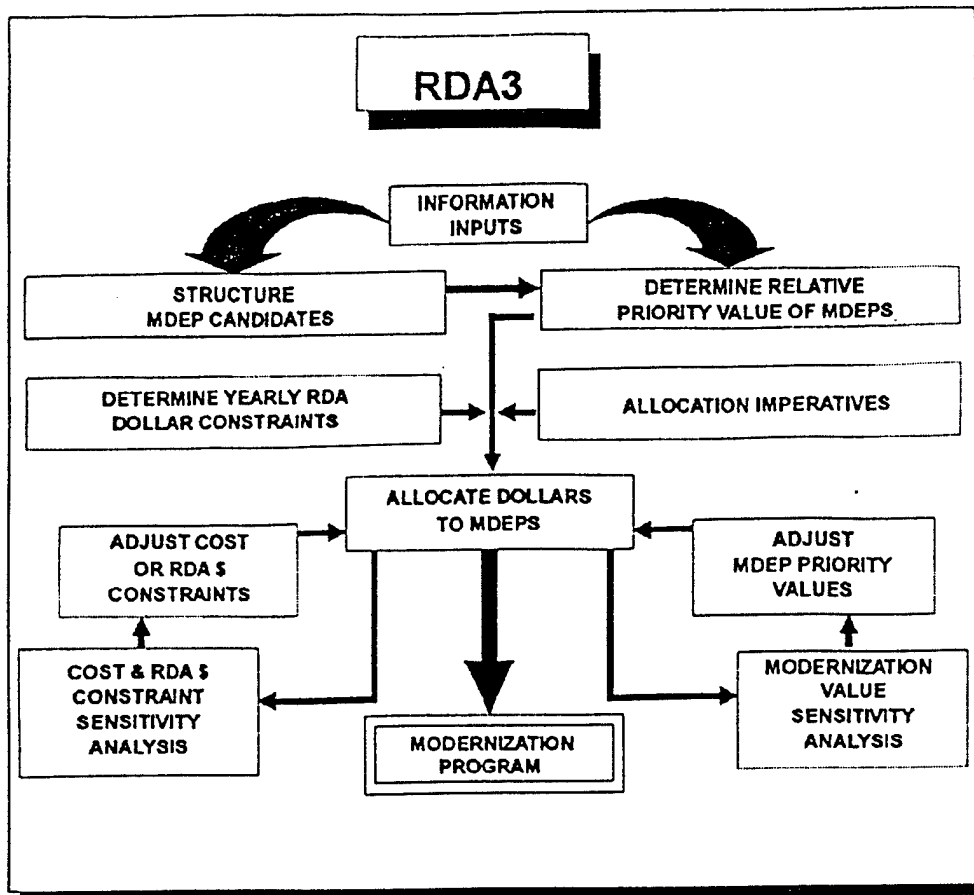 RDA3
INFORMATION
INPUTS
STRUCTURE
MDEP CANDIDATES
DETERMINE RELATIVE
PRIORITY VALUE OF MDEPS
DETERMINE YEARLY RDA
DOLLAR CONSTRAINTS
ALLOCATION IMPERATIVES
ALLOCATE DOLLARS
TO MDEPS
ADJUST COST
OR RDA $
CONSTRAINTS
ADJUST
MDEP PRIORITY
VALUES
COST & RDA $
CONSTRAINT
SENSITIVITY
ANALYSIS
MODERNIZATION
VALUE
SENSITIVITY
ANALYSIS
MODERNIZATION
PROGRAM